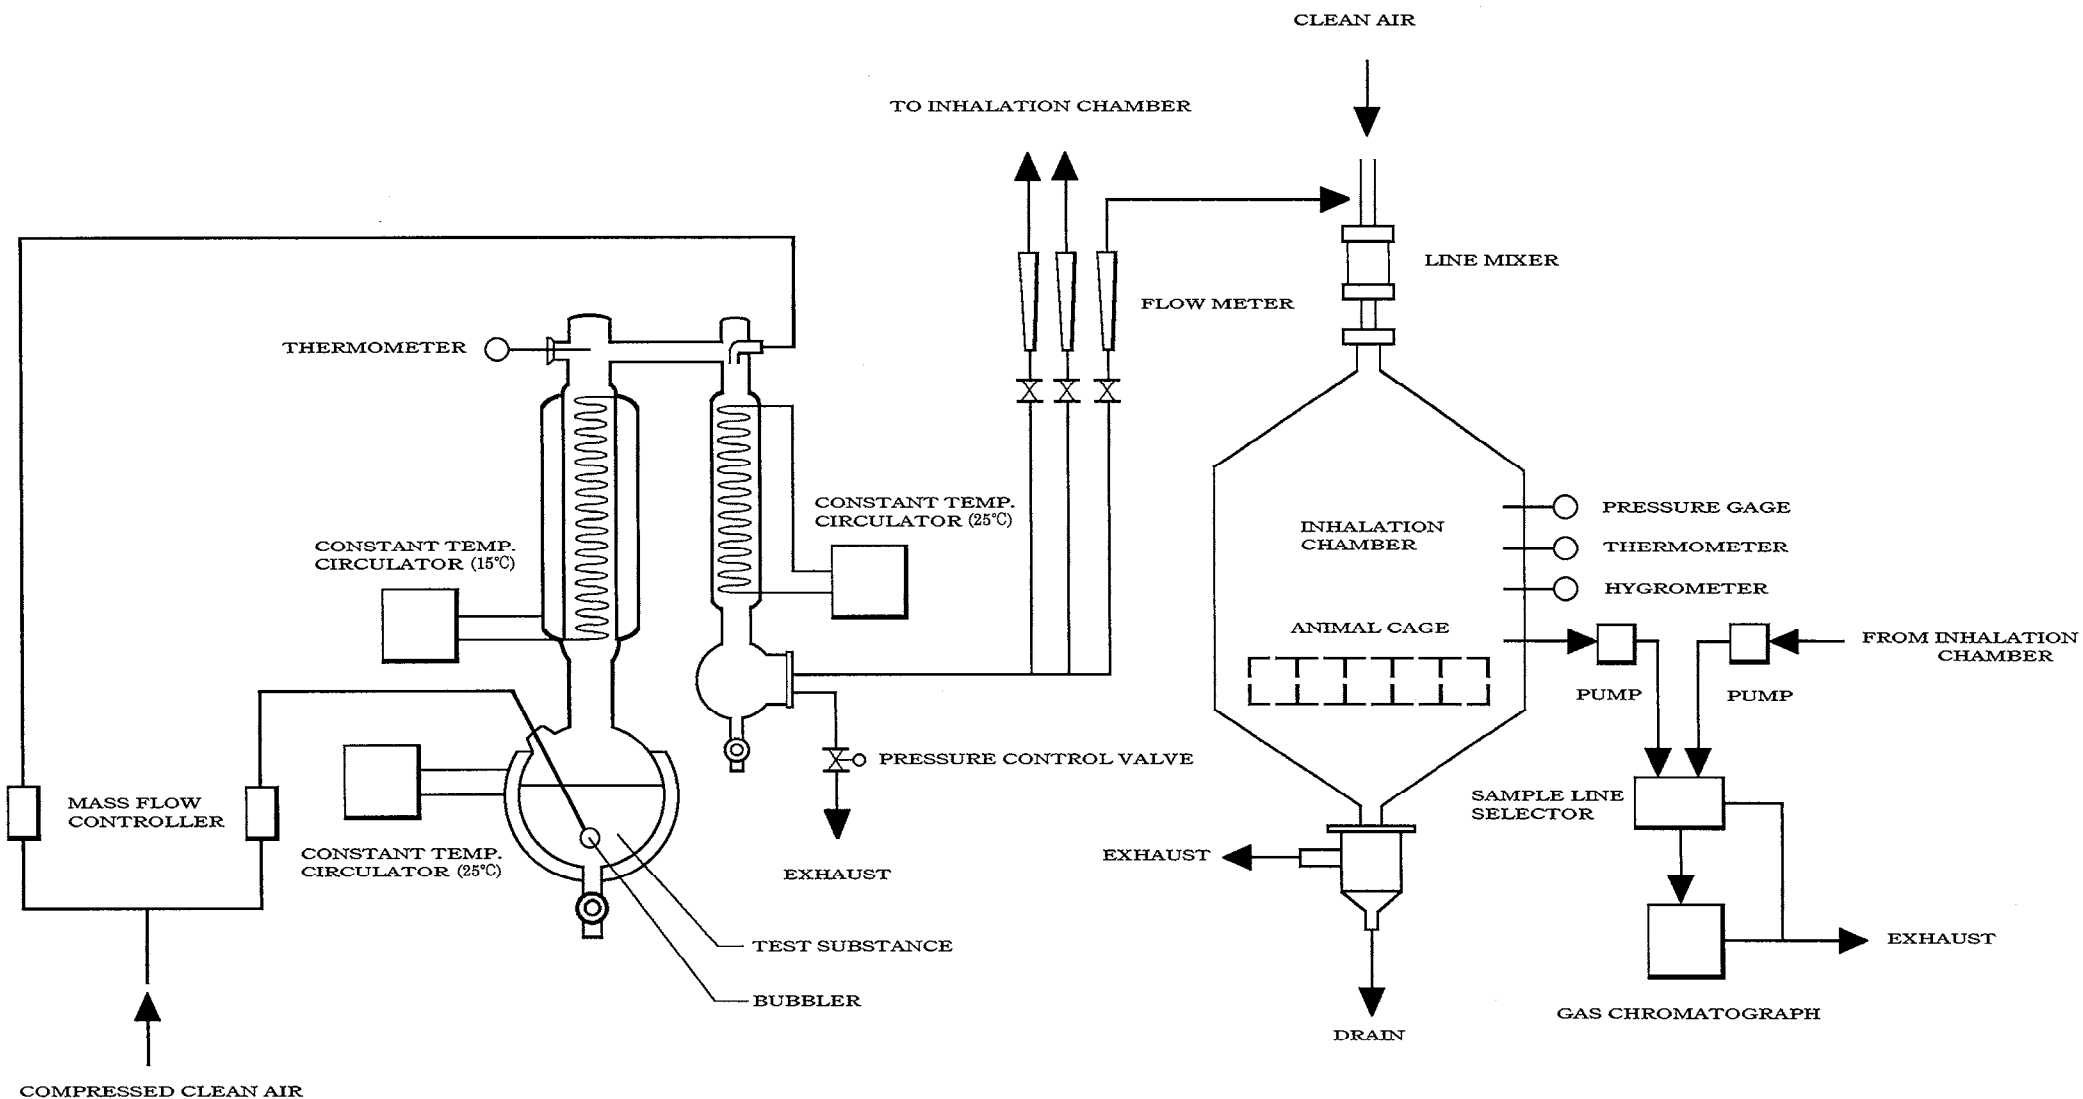 CLEAN AIR
TO INHALATION CHAMBER
LINE MIXER
FLOW METER
THERMOMETER
CONSTANT TEMP.
CIRCULATOR (25℃)
CONSTANT TEMP.
CIRCULATOR (15℃)
INHALATION
CHAMBER
PRESSURE GAGE
THERMOMETER
HYGROMETER
ANIMAL CAGE
FROM INHALATION
CHAMBER
PUMP
PUMP
PRESSURE CONTROL VALVE
MASS FLOW
CONTROLLER
SAMPLE LINE
SELECTOR
CONSTANT TEMP.
CIRCULATOR (25℃)
EXHAUST
EXHAUST
TEST SUBSTANCE
EXHAUST
BUBBLER
GAS CHROMATOGRAPH
DRAIN
COMPRESSED CLEAN AIR